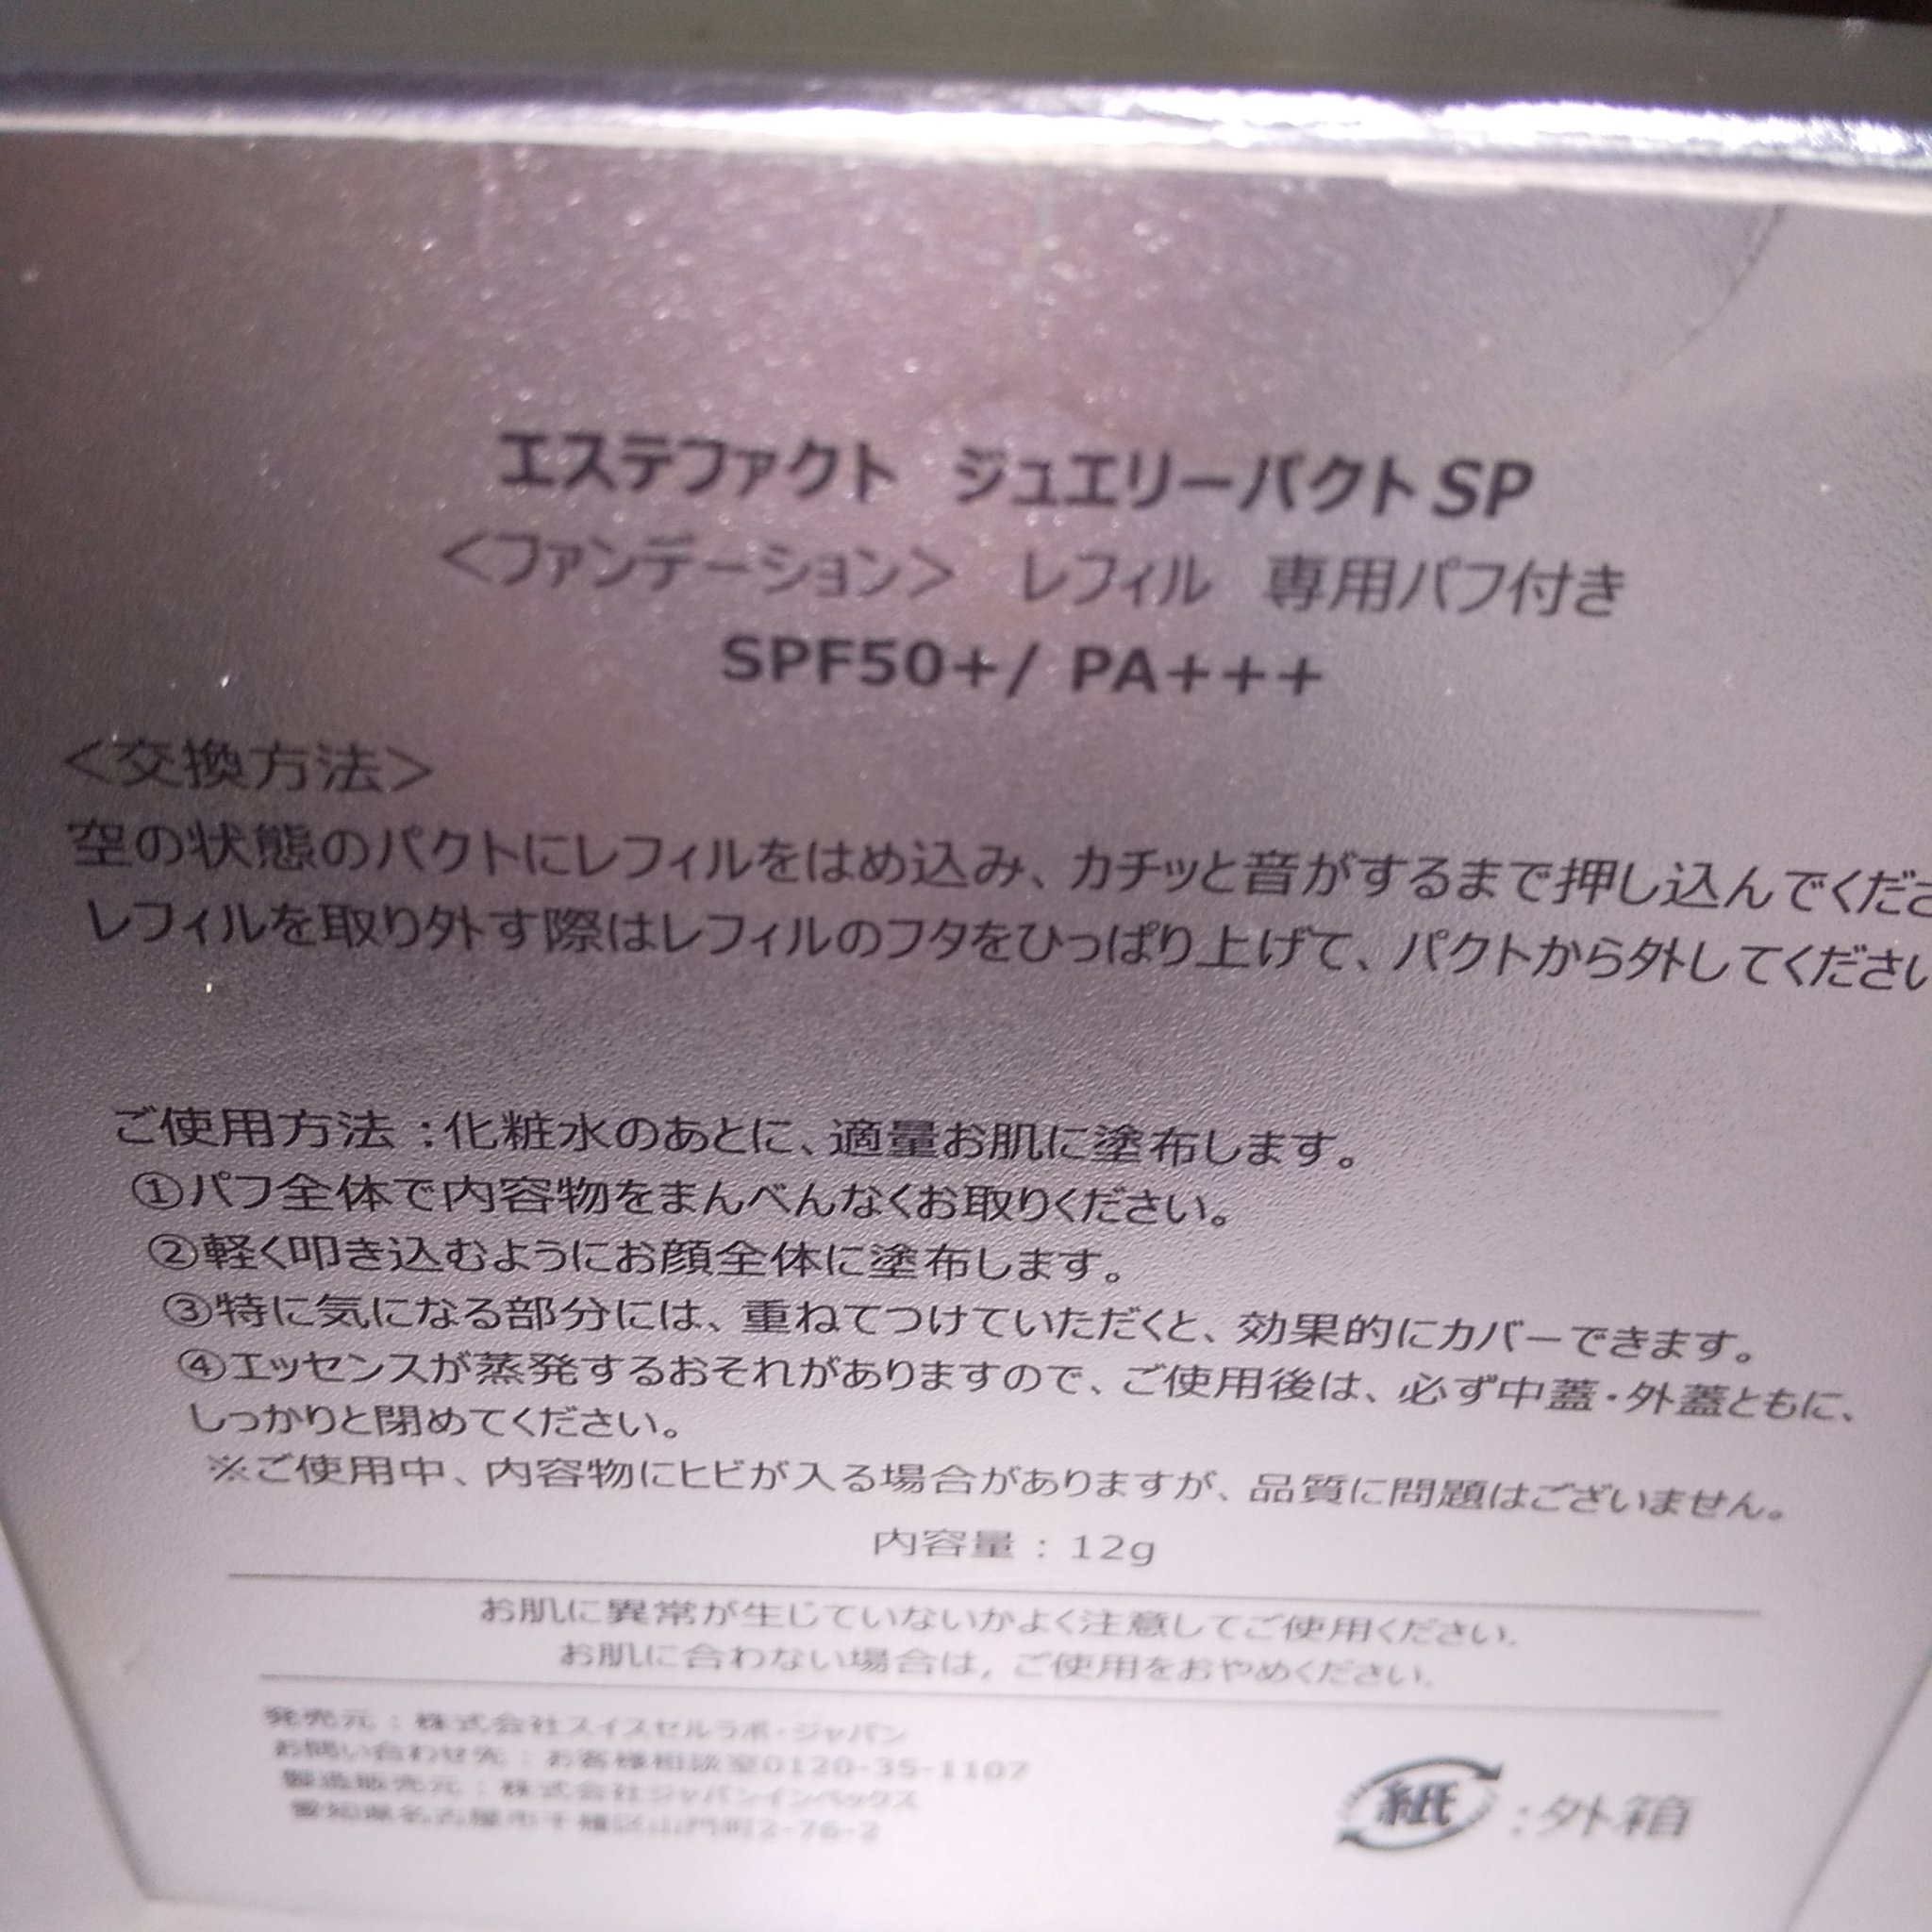 エステファクト ジュエリーパクトSP
＜ファンデーション＞ レフィル 専用パフ付き
SPF50+/ PA+++
＜交換方法＞
空の状態のパクトにレフィルをはめ込み、カチッと音がするまで押し込んでくださ
レフィルを取り外す際はレフィルのフタをひっぱり上げて、パクトから外してください
ご使用方法：化粧水のあとに、適量お肌に塗布します。
①パフ全体で内容物をまんべんなくお取りください。
②軽く叩き込むようにお顔全体に塗布します。
③特に気になる部分には、重ねてつけていただくと、効果的にカバーできます。
④エッセンスが蒸発するおそれがありますので、ご使用後は、必ず中蓋・外蓋ともに、
しっかりと閉めてください。
※ご使用中、内容物にヒビが入る場合がありますが、品質に問題はございません。
内容量：12g
お肌に異常が生じていないかよく注意してご使用ください.
お肌に合わない場合は, ご使用をおやめください.
発売元：株式会社スイスセルラボ・ジャパン
お問い合わせ先：お客様相談室0120-35-1107
製造販売元：株式会社ジャパンインペックス
愛知県名古屋市千種区山門町2-76-2
紙：外箱